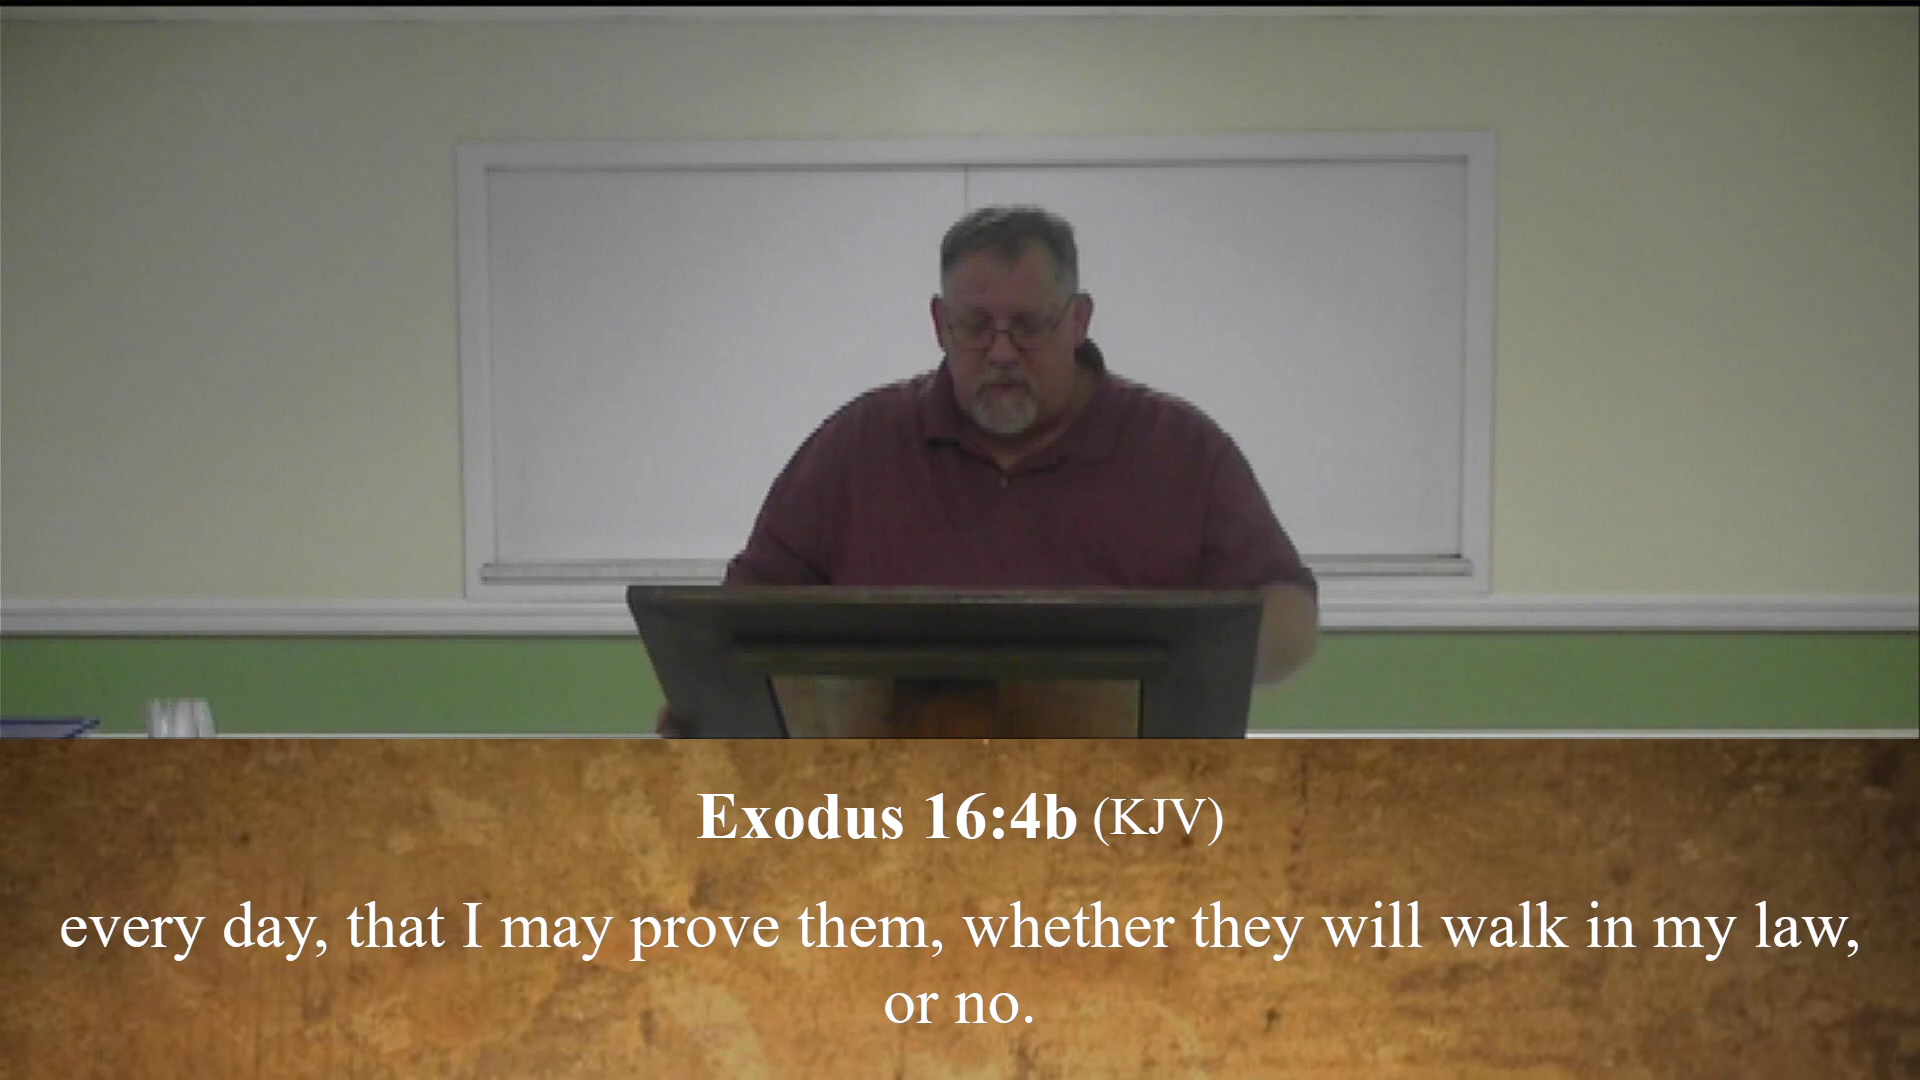 Exodus 16:4b (KJV)
every day, that I may prove them, whether they will walk in my law,
or no.